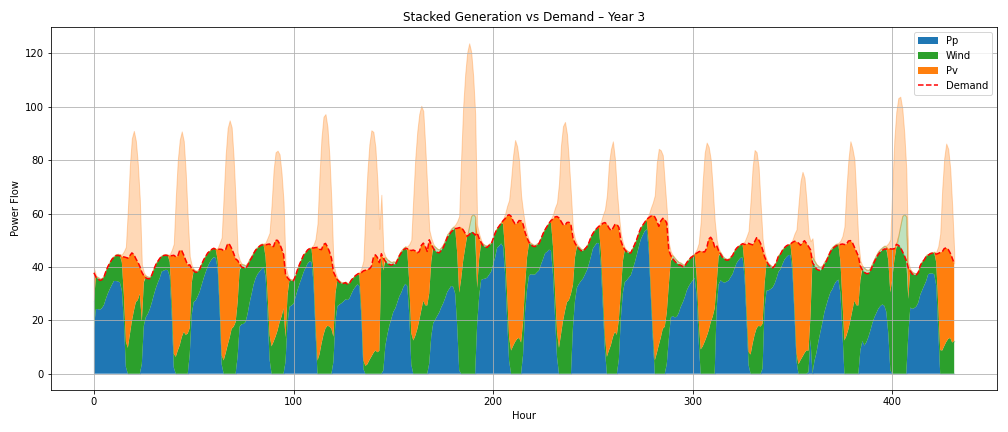 Stacked Generation vs Demand – Year 3
Power Flow
120
100
80
60
40
20
0
Pp
Wind
Pv
Demand
0 100 200 300 400
Hour